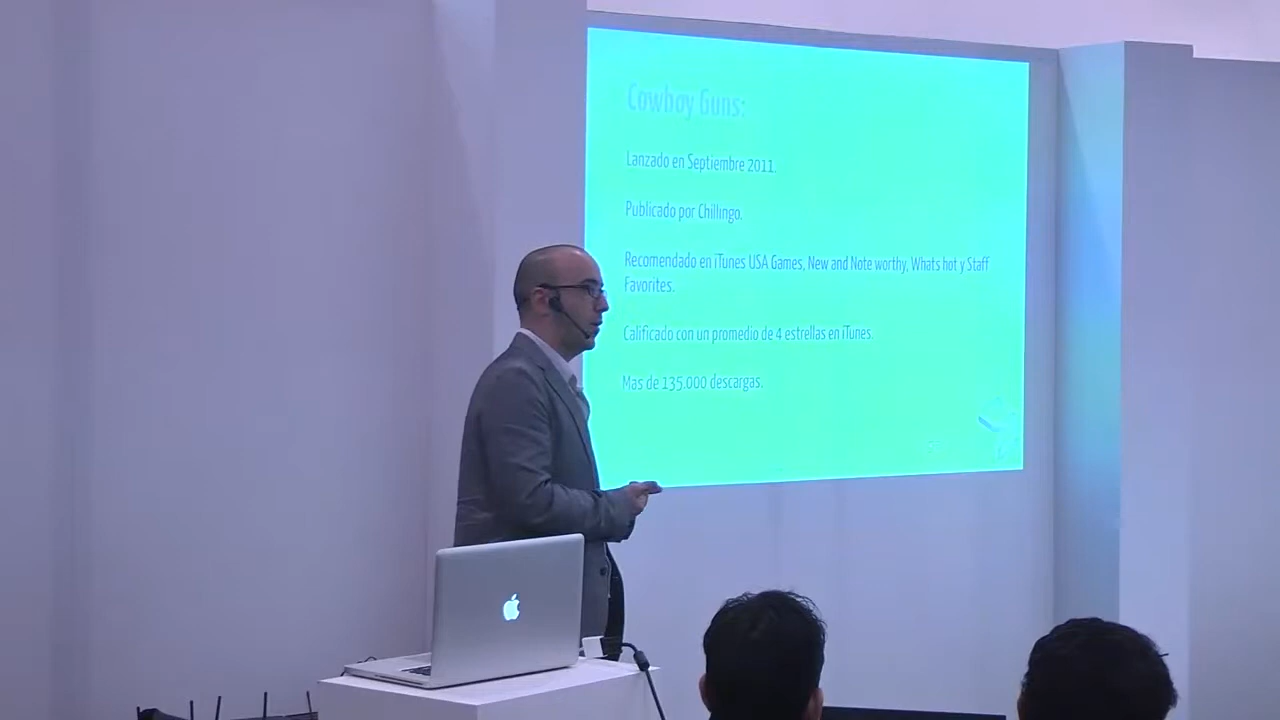 Cowboy Guns:
Lanzado en Septiembre 2011.
Publicado por Chillingo.
Recomendado en iTunes USA Games, New and Note worthy, Whats hot y Staff
Favorites.
Calificado con un promedio de 4 estrellas en iTunes.
Mas de 135.000 descargas.